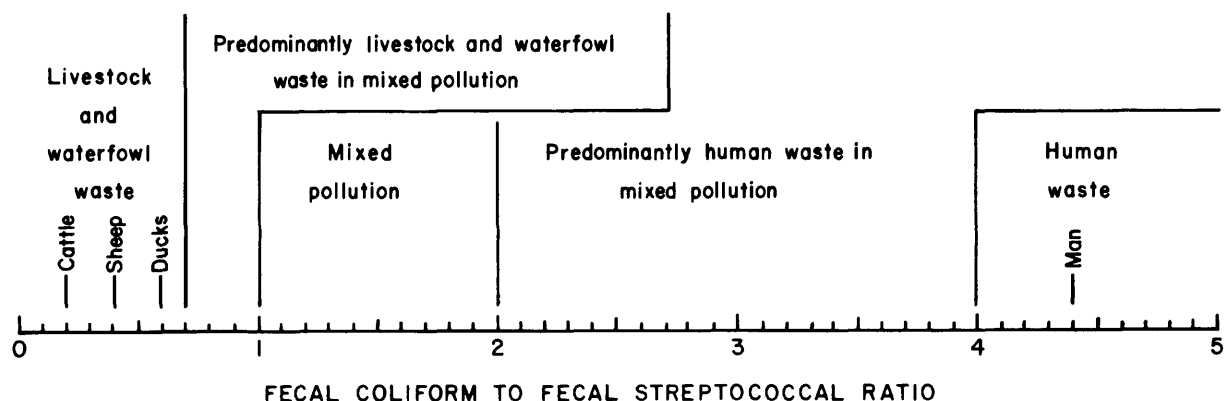 Predominantly livestock and waterfowl
waste in mixed pollution
Livestock
and
waterfowl
waste
Mixed
pollution
Predominantly human waste in
mixed pollution
Human
waste
Cattle
Sheep
Ducks
Man
0 1 2 3 4 5
FECAL COLIFORM TO FECAL STREPTOCOCCAL RATIO